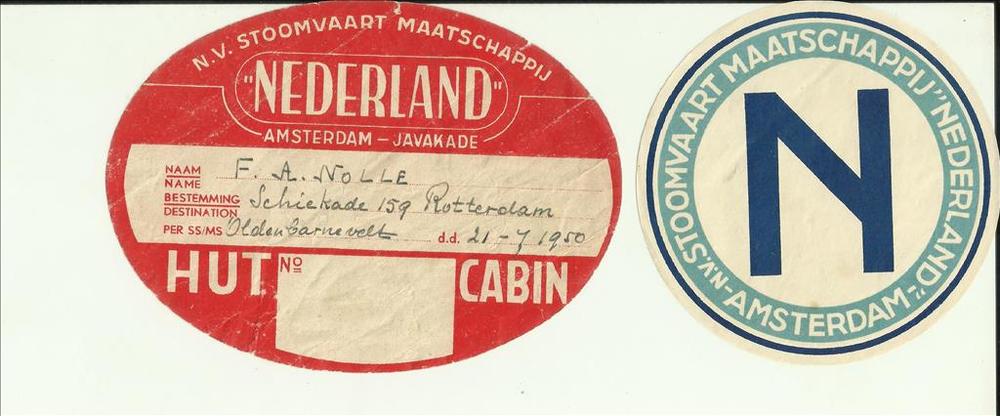 N.V. STOOMVAART MAATSCHAPPIJ
"NEDERLAND"
AMSTERDAM — JAVAKADE
NAAM
NAME
F. A. NOLLE
BESTEMMING
DESTINATION
Schiekade 159 Rotterdam
PER SS/MS Oldenbarnevelt d.d. 21-7 1950
HUT No CABIN
N.V. STOOMVAART MAATSCHAPPIJ "NEDERLAND"
N
-AMSTERDAM-